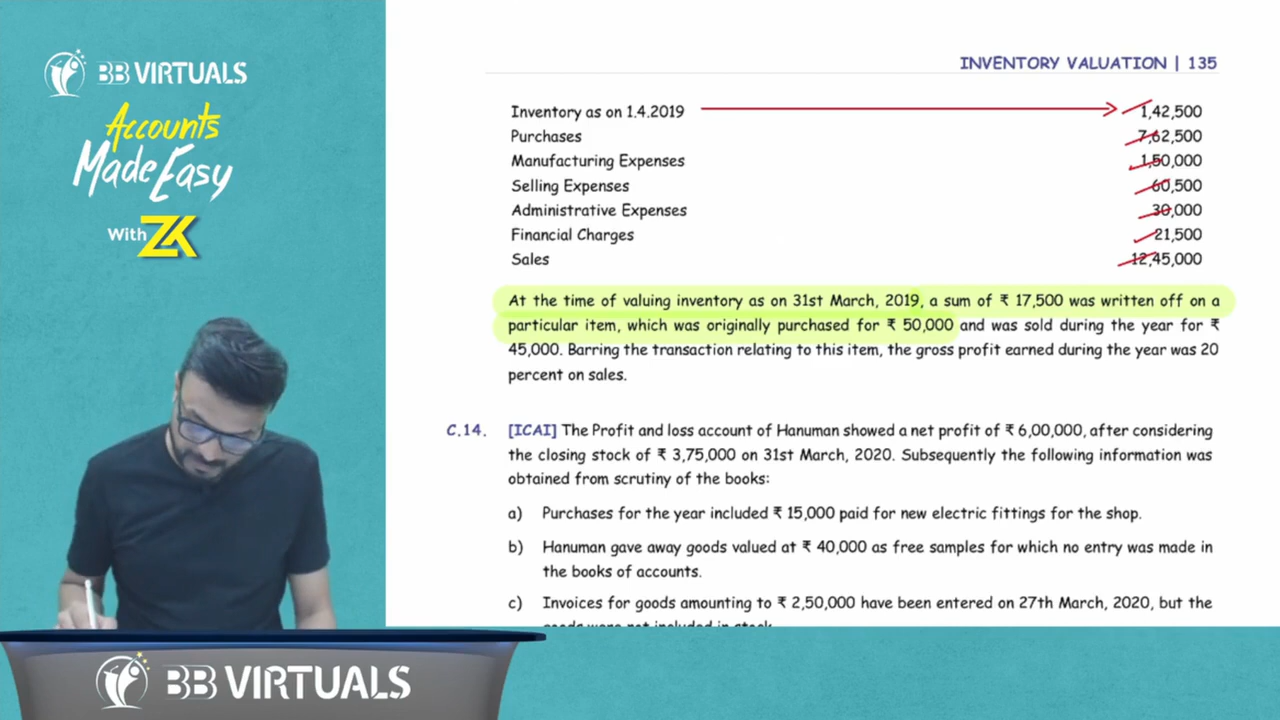 BB VIRTUALS
Accounts
Made Easy
With ZK
INVENTORY VALUATION | 135
Inventory as on 1.4.2019 1,42,500
Purchases 7,62,500
Manufacturing Expenses 1,50,000
Selling Expenses 60,500
Administrative Expenses 30,000
Financial Charges 21,500
Sales 12,45,000
At the time of valuing inventory as on 31st March, 2019, a sum of ₹ 17,500 was written off on a
particular item, which was originally purchased for ₹ 50,000 and was sold during the year for ₹
45,000. Barring the transaction relating to this item, the gross profit earned during the year was 20
percent on sales.
C.14. [ICAI] The Profit and loss account of Hanuman showed a net profit of ₹ 6,00,000, after considering
the closing stock of ₹ 3,75,000 on 31st March, 2020. Subsequently the following information was
obtained from scrutiny of the books:
a) Purchases for the year included ₹ 15,000 paid for new electric fittings for the shop.
b) Hanuman gave away goods valued at ₹ 40,000 as free samples for which no entry was made in
the books of accounts.
c) Invoices for goods amounting to ₹ 2,50,000 have been entered on 27th March, 2020, but the
goods were not included in stock.
BB VIRTUALS